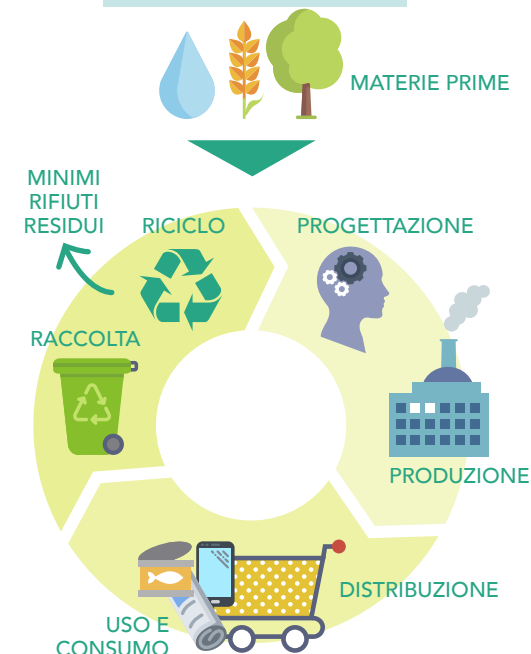 MATERIE PRIME
MINIMI
RIFIUTI
RESIDUI
RICICLO
PROGETTAZIONE
RACCOLTA
PRODUZIONE
DISTRIBUZIONE
USO E
CONSUMO